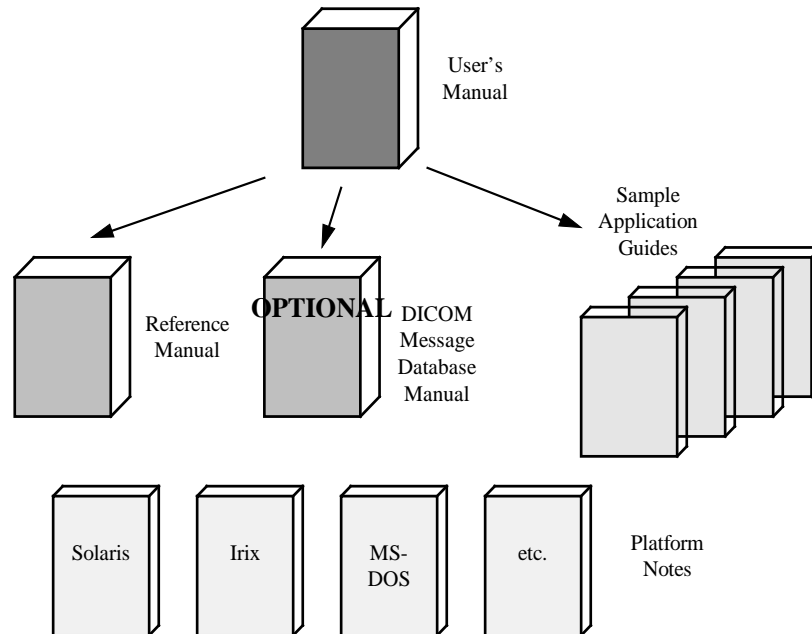 User's
Manual
Sample
Application
Guides
Reference
Manual
OPTIONAL
DICOM
Message
Database
Manual
Solaris
Irix
MS-
DOS
etc.
Platform
Notes